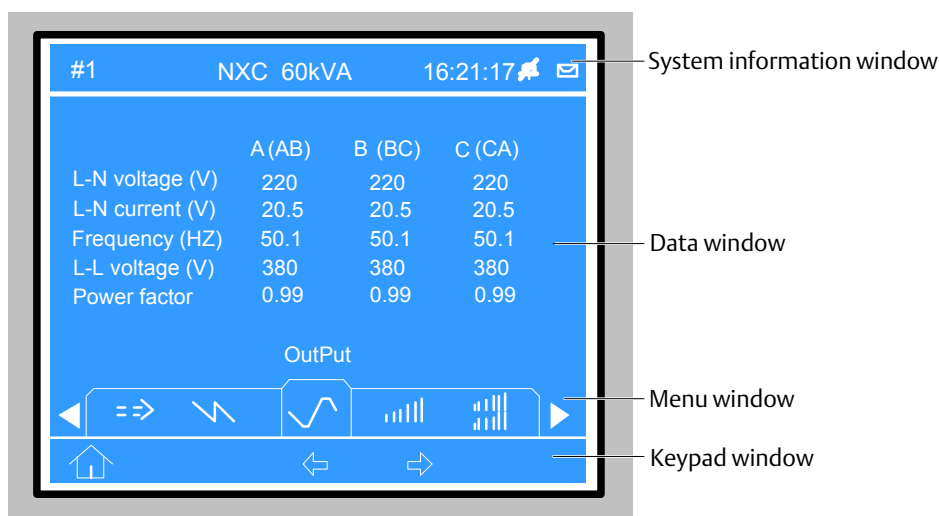 #1 NXC 60kVA 16:21:17
System information window
A (AB) B (BC) C (CA)
L-N voltage (V) 220 220 220
L-N current (V) 20.5 20.5 20.5
Frequency (HZ) 50.1 50.1 50.1
Data window
L-L voltage (V) 380 380 380
Power factor 0.99 0.99 0.99
OutPut
Menu window
Keypad window